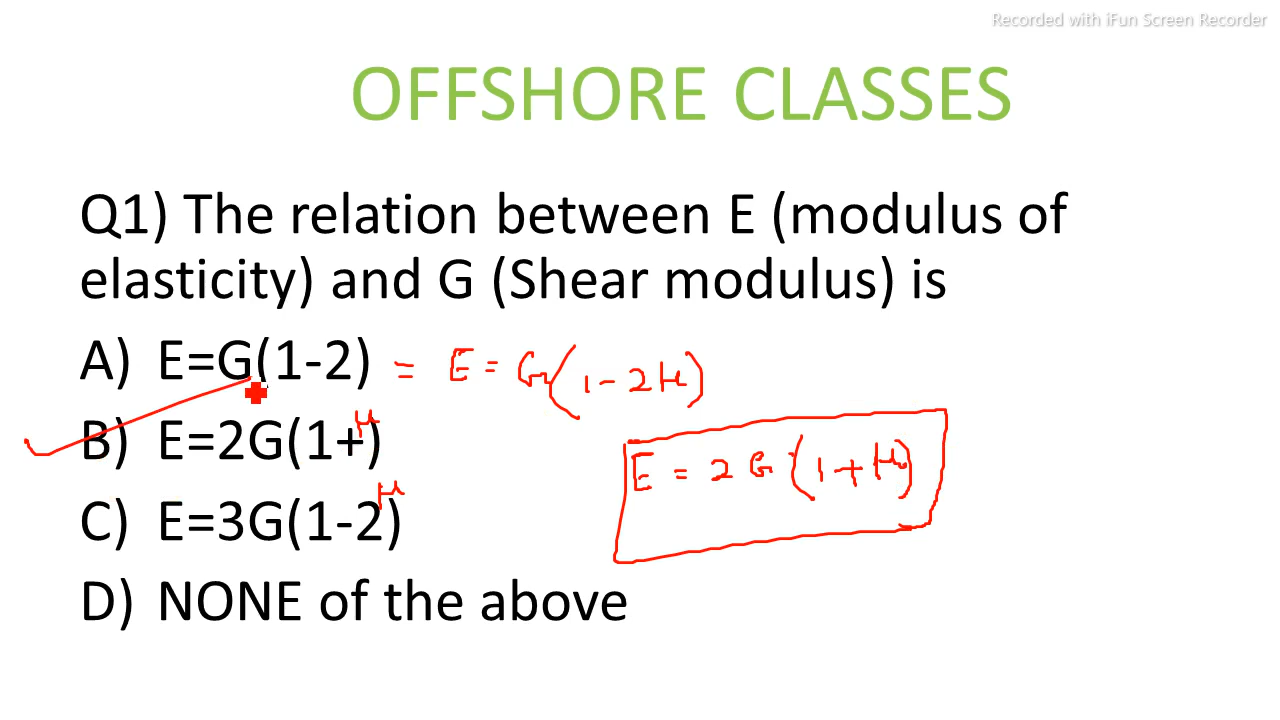 Recorded with iFun Screen Recorder
OFFSHORE CLASSES
Q1) The relation between E (modulus of
elasticity) and G (Shear modulus) is
A) E=G(1-2) = E = G(1-2μ)
B) E=2G(1+μ)
E = 2G(1+μ)
C) E=3G(1-2μ)
D) NONE of the above